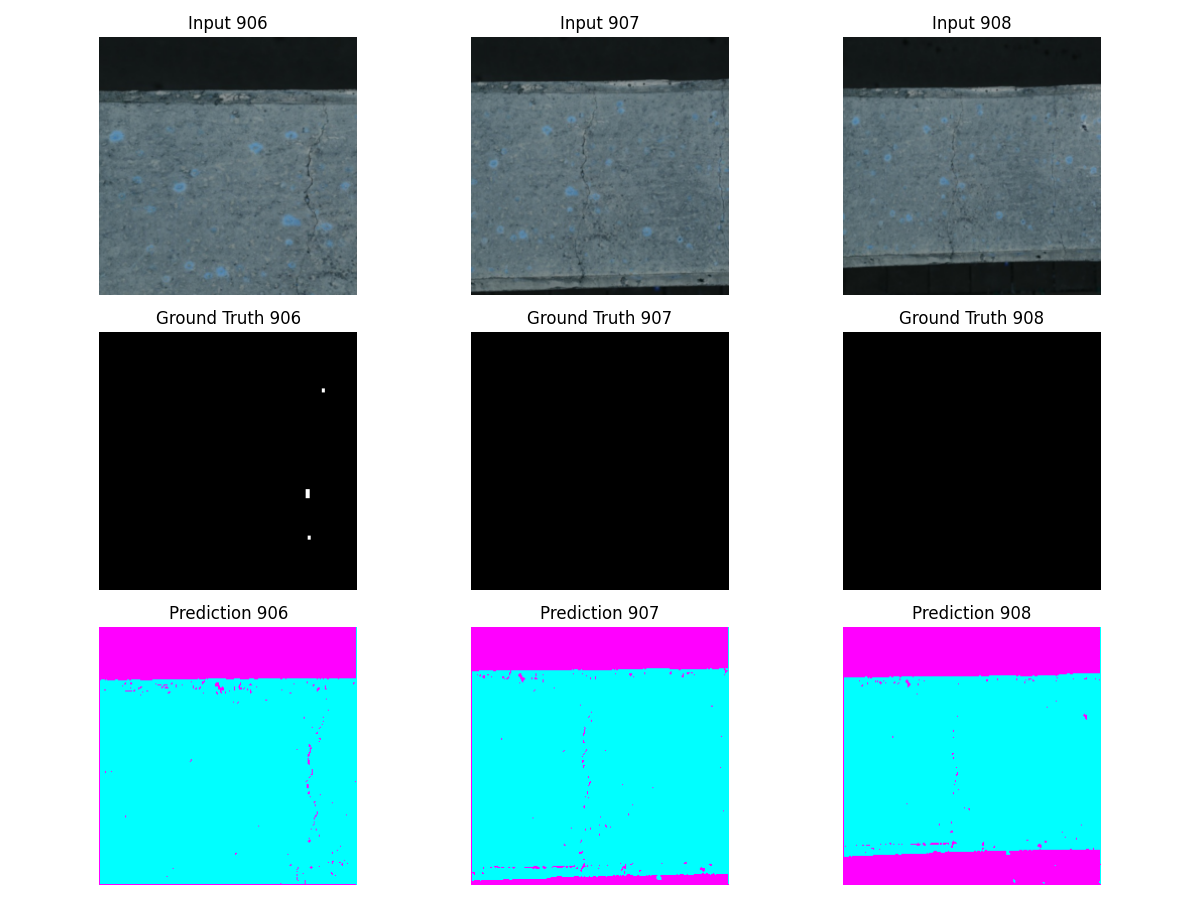 Input 906
Input 907
Input 908
Ground Truth 906
Ground Truth 907
Ground Truth 908
Prediction 906
Prediction 907
Prediction 908